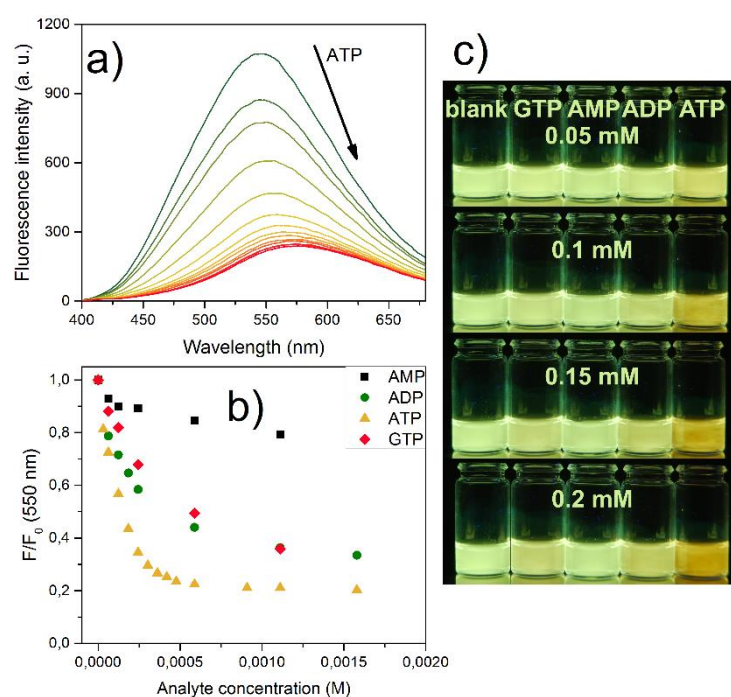 a)
ATP
1200
900
600
300
0
Fluorescence intensity (a. u.)
400 450 500 550 600 650
Wavelength (nm)
b)
AMP
ADP
ATP
GTP
1,0
0,8
0,6
0,4
0,2
0,0
F/F₀ (550 nm)
0,0000 0,0005 0,0010 0,0015 0,0020
Analyte concentration (M)
c)
blank GTP AMP ADP ATP
0.05 mM
0.1 mM
0.15 mM
0.2 mM